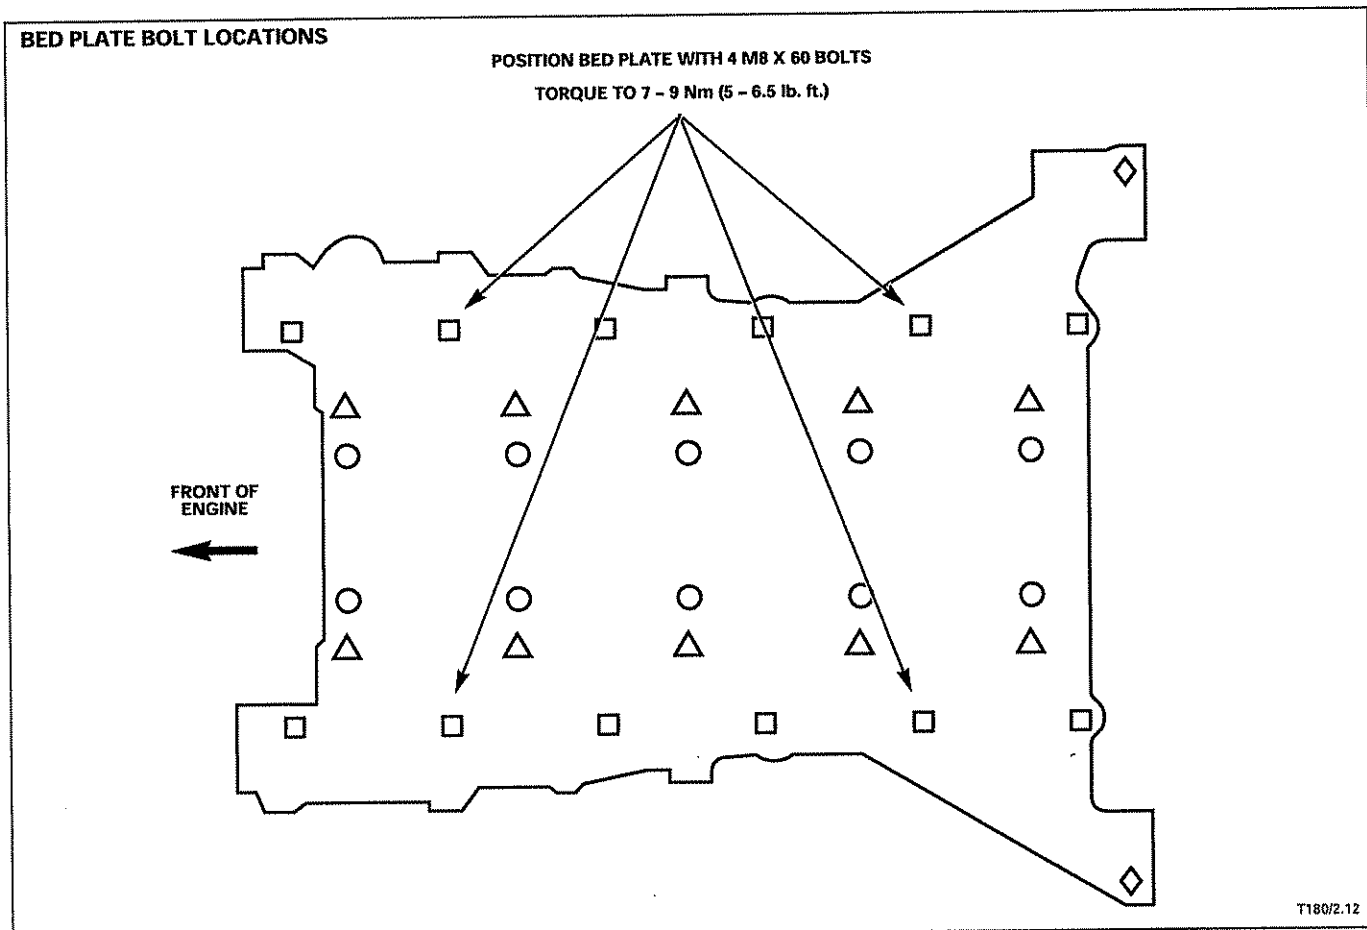 BED PLATE BOLT LOCATIONS
POSITION BED PLATE WITH 4 M8 X 60 BOLTS
TORQUE TO 7 – 9 Nm (5 – 6.5 lb. ft.)
FRONT OF
ENGINE
T180/2.12